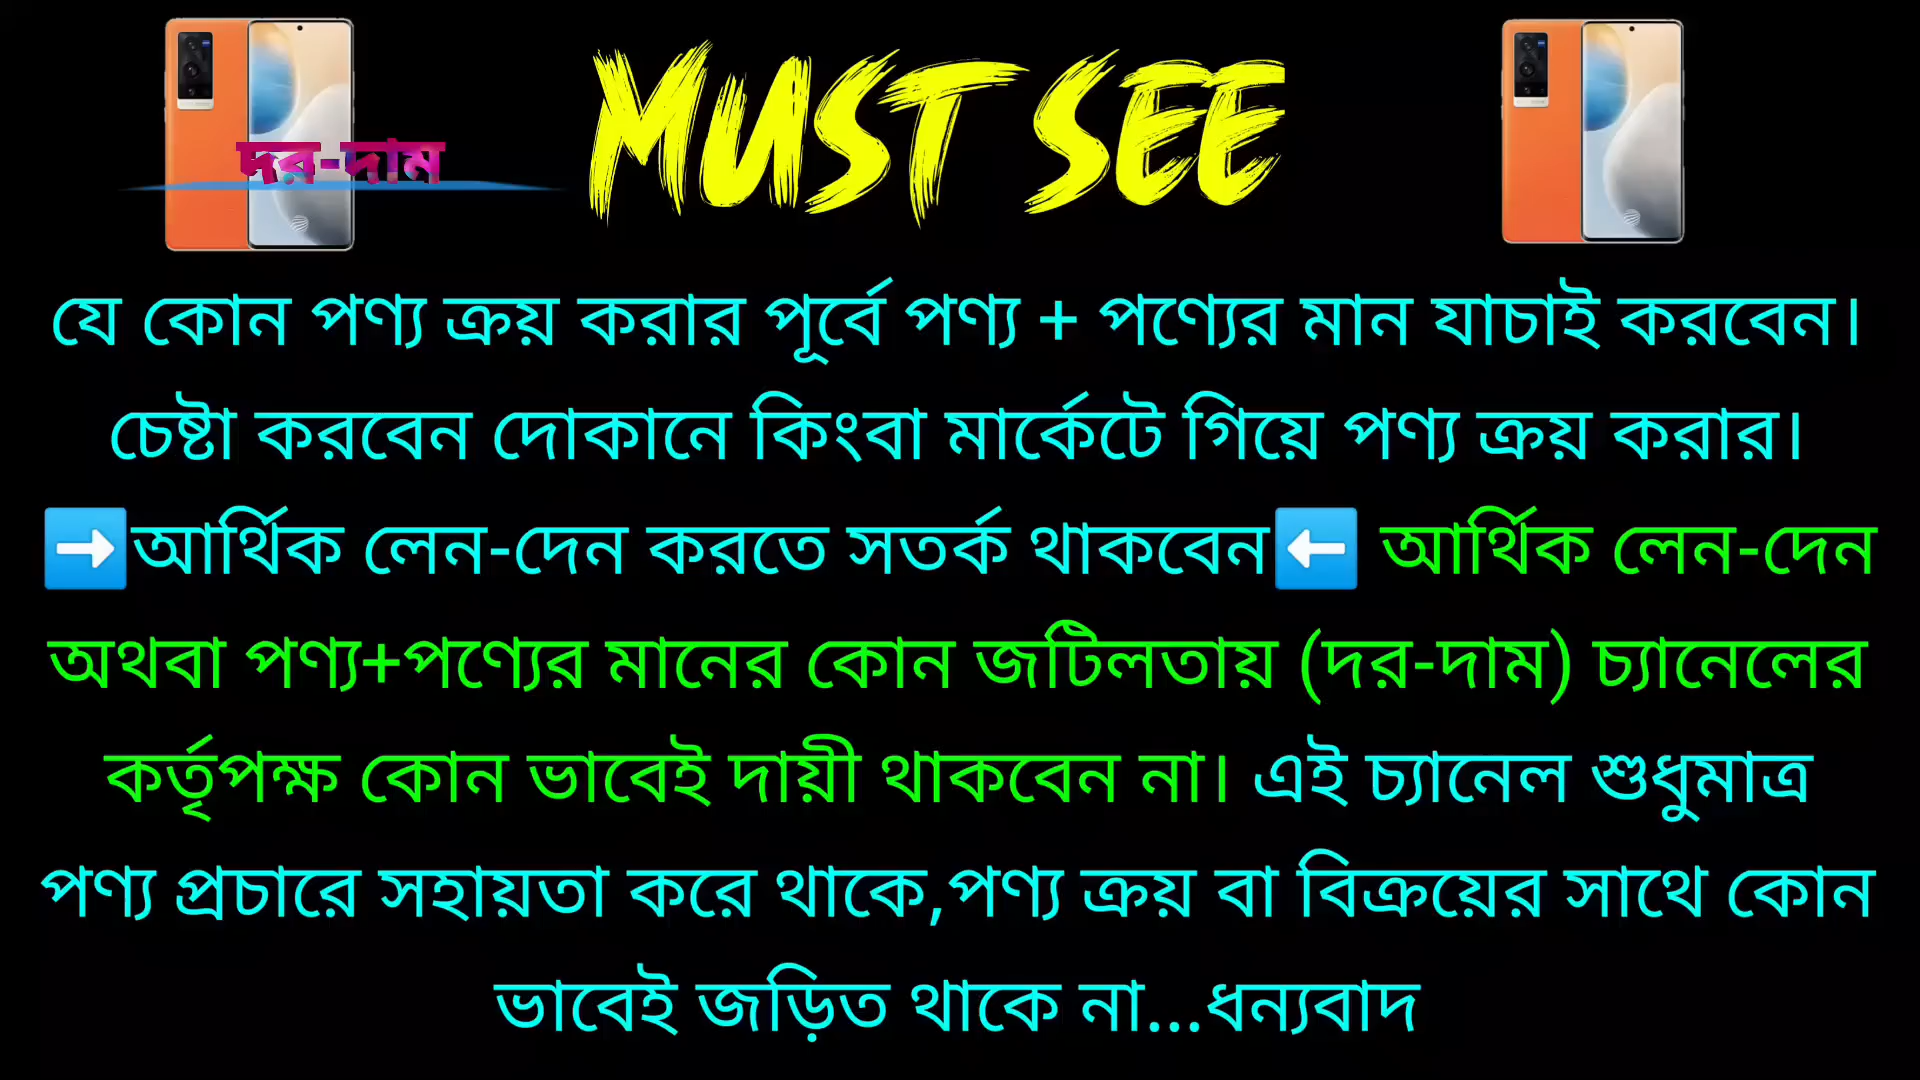 MUST SEE
দর-দাম
যে কোন পণ্য ক্রয় করার পূর্বে পণ্য + পণ্যের মান যাচাই করবেন।
চেষ্টা করবেন দোকানে কিংবা মার্কেটে গিয়ে পণ্য ক্রয় করার।
➡️আর্থিক লেন-দেন করতে সতর্ক থাকবেন⬅️ আর্থিক লেন-দেন
অথবা পণ্য+পণ্যের মানের কোন জটিলতায় (দর-দাম) চ্যানেলের
কর্তৃপক্ষ কোন ভাবেই দায়ী থাকবেন না। এই চ্যানেল শুধুমাত্র
পণ্য প্রচারে সহায়তা করে থাকে,পণ্য ক্রয় বা বিক্রয়ের সাথে কোন
ভাবেই জড়িত থাকে না...ধন্যবাদ